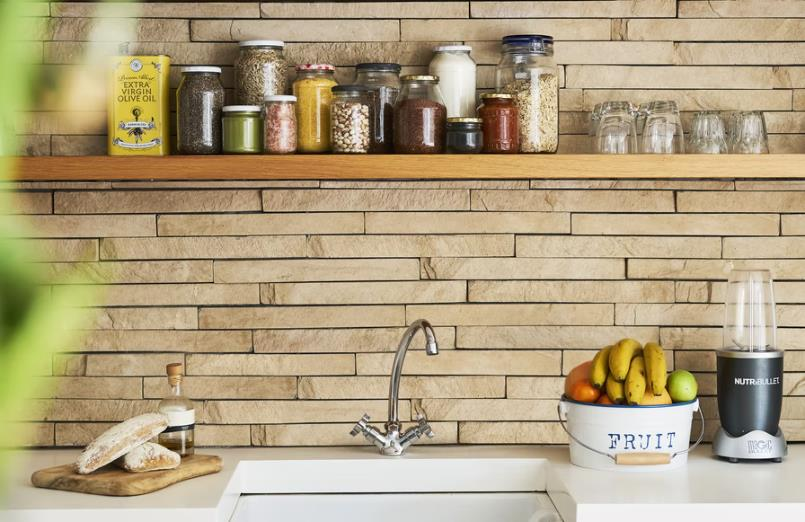 EXTRA
VIRGIN
OLIVE OIL
FRUIT
NUTRiBULLET